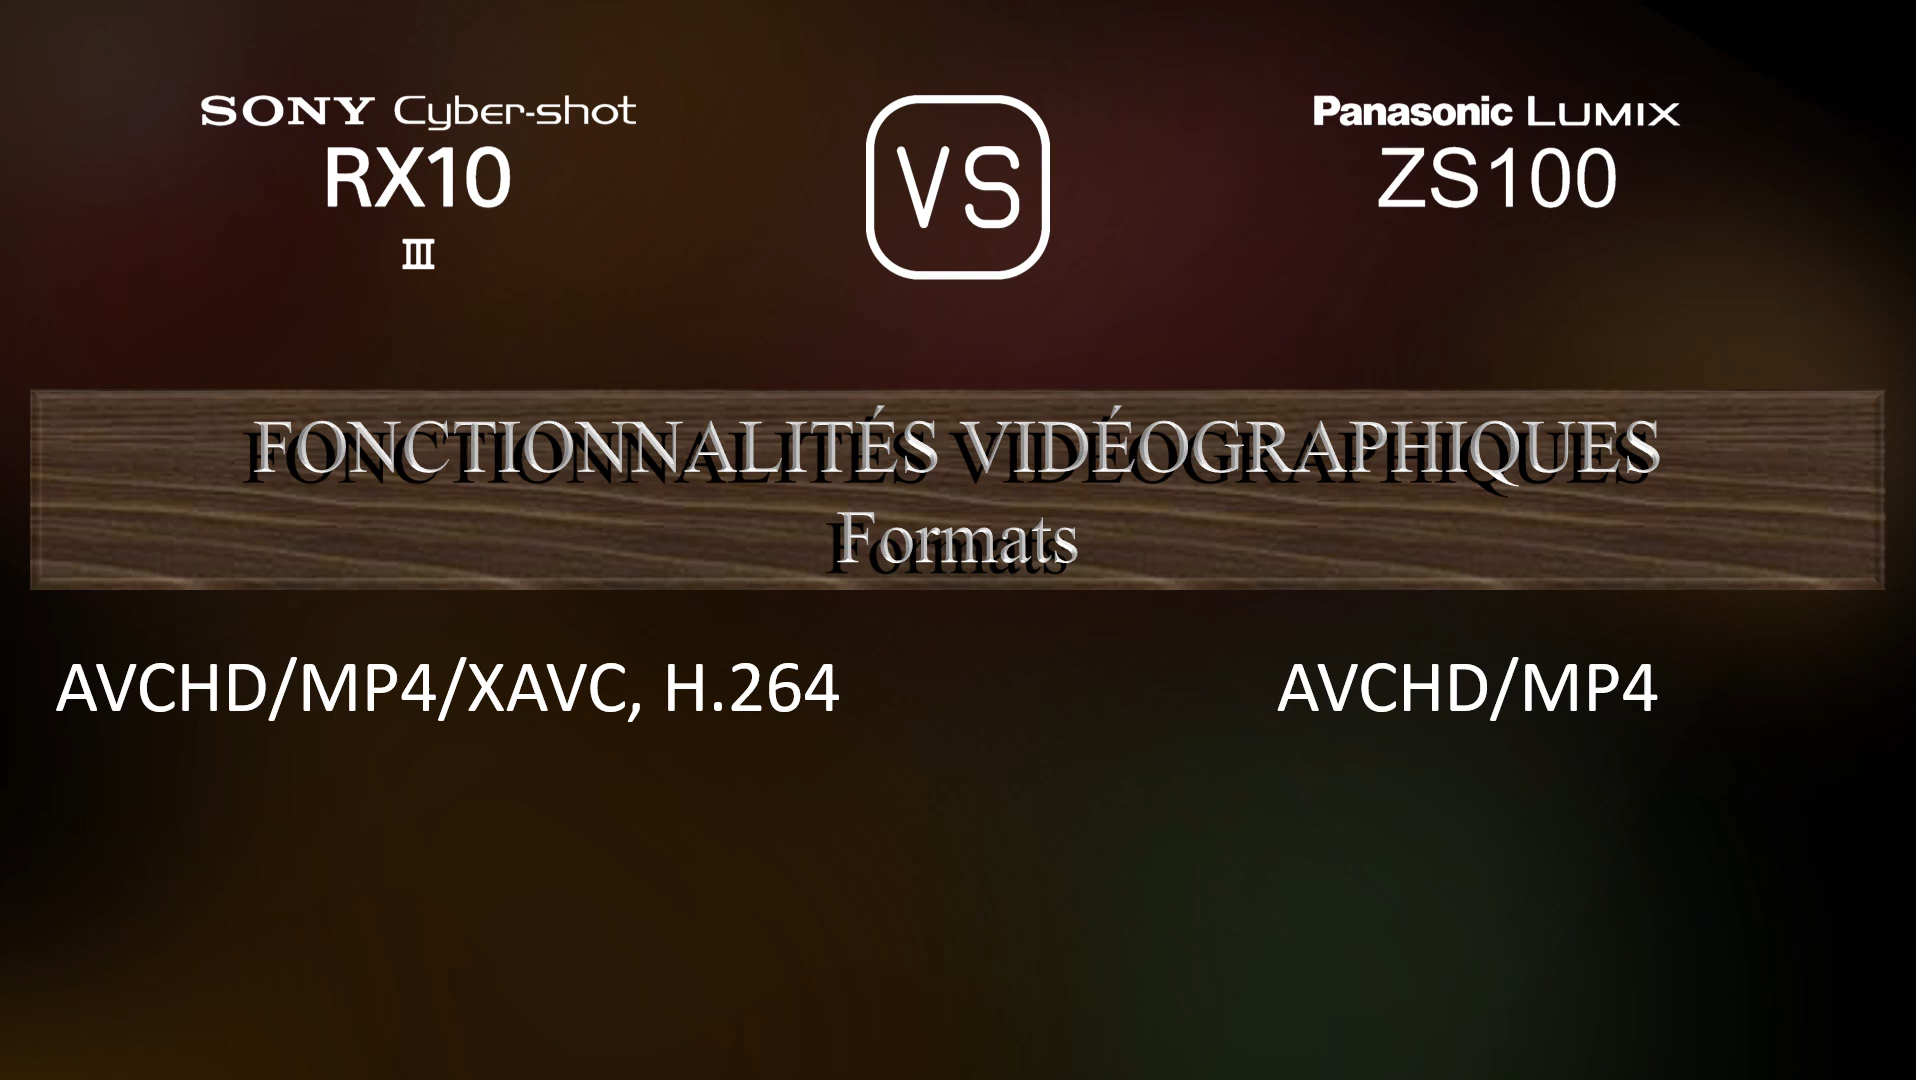 SONY Cyber-shot
RX10
III
VS
Panasonic LUMIX
ZS100
FONCTIONNALITÉS VIDÉOGRAPHIQUES
Formats
AVCHD/MP4/XAVC, H.264
AVCHD/MP4